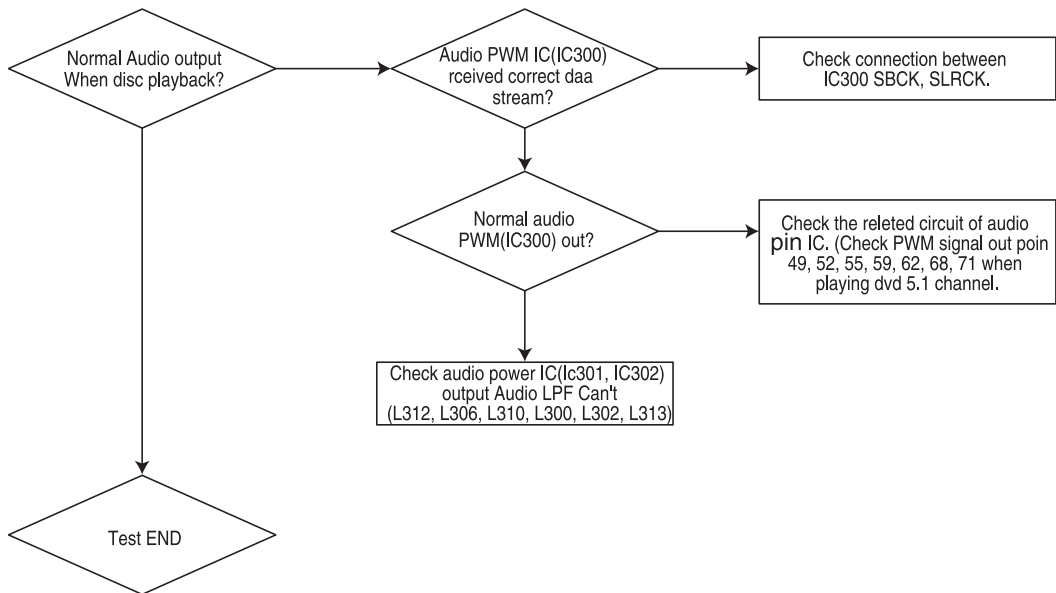 Normal Audio output
When disc playback?
Audio PWM IC(IC300)
rceived correct daa
stream?
Check connection between
IC300 SBCK, SLRCK.
Normal audio
PWM(IC300) out?
Check the releted circuit of audio
pin IC. (Check PWM signal out poin
49, 52, 55, 59, 62, 68, 71 when
playing dvd 5.1 channel.
Check audio power IC(Ic301, IC302)
output Audio LPF Can't
(L312, L306, L310, L300, L302, L313)
Test END